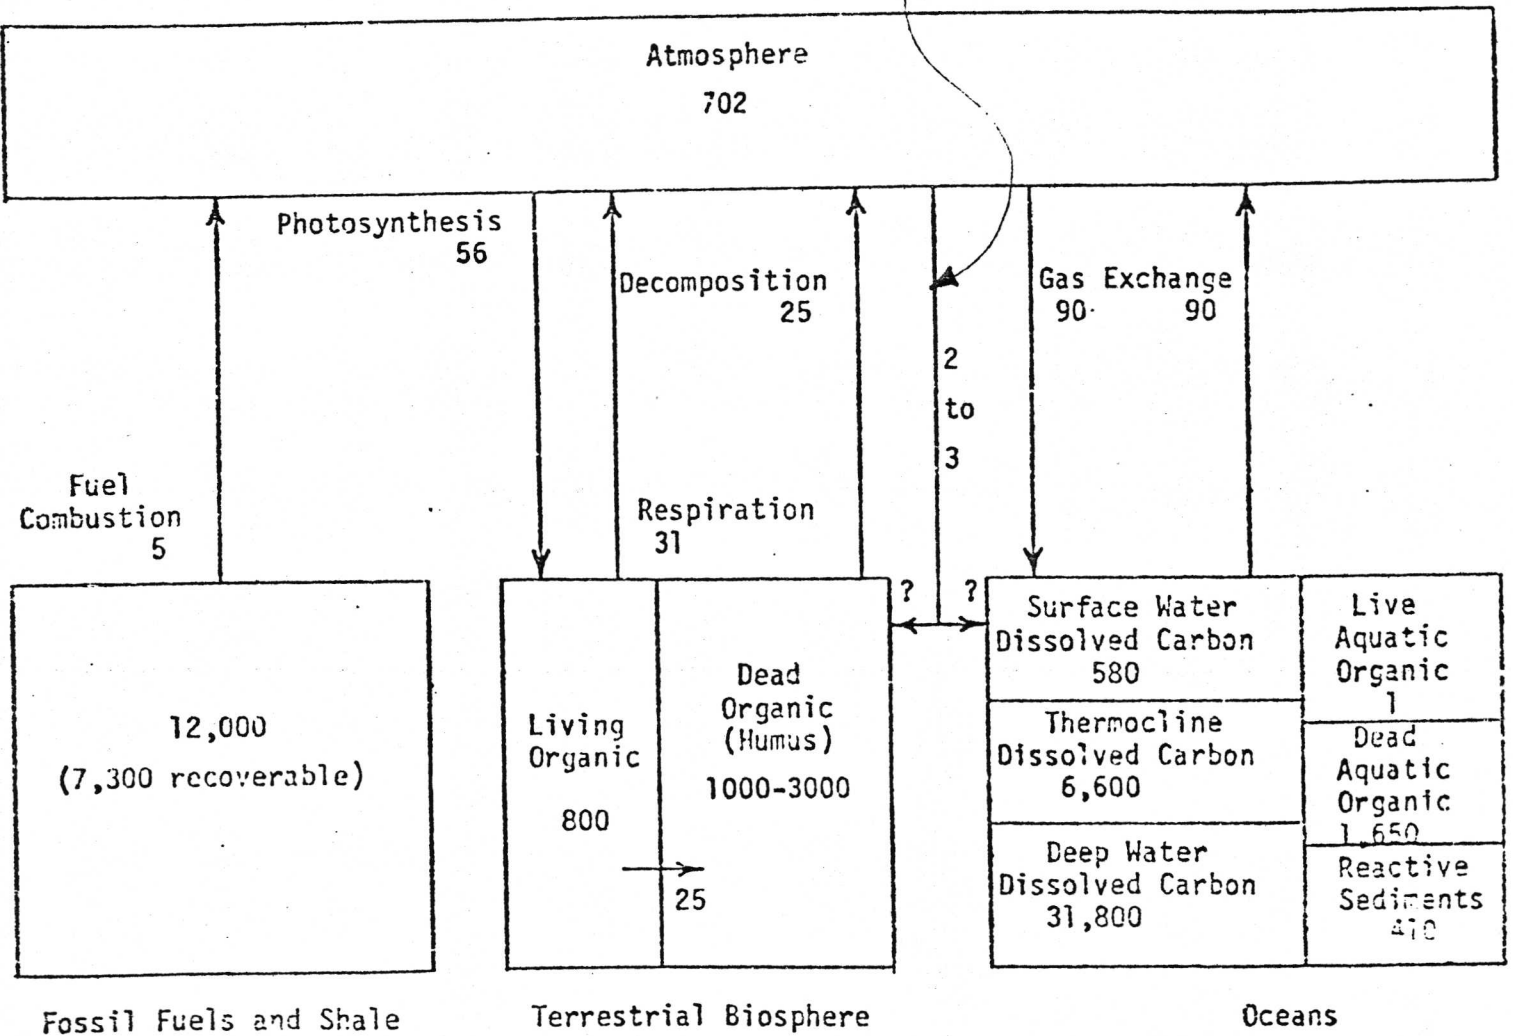 Atmosphere
702
Photosynthesis
56
Decomposition
25
Gas Exchange
90 90
2
to
3
Fuel
Combustion
5
Respiration
31
? ?
12,000
(7,300 recoverable)
Living
Organic
800
25
Dead
Organic
(Humus)
1000-3000
Surface Water
Dissolved Carbon
580
Thermocline
Dissolved Carbon
6,600
Deep Water
Dissolved Carbon
31,800
Live
Aquatic
Organic
1
Dead
Aquatic
Organic
1,650
Reactive
Sediments
470
Fossil Fuels and Shale
Terrestrial Biosphere
Oceans